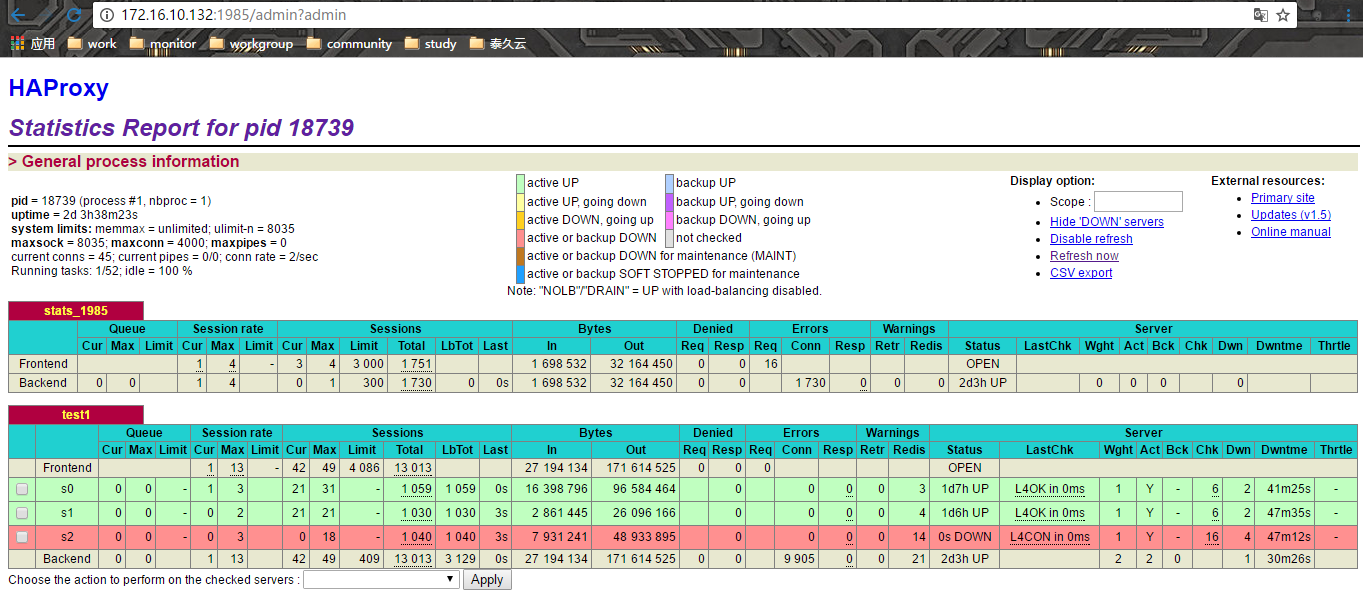 172.16.10.132:1985/admin?admin
应用 work monitor workgroup community study 泰久云
HAProxy
Statistics Report for pid 18739
> General process information
pid = 18739 (process #1, nbproc = 1)
uptime = 2d 3h38m23s
system limits: memmax = unlimited; ulimit-n = 8035
maxsock = 8035; maxconn = 4000; maxpipes = 0
current conns = 45; current pipes = 0/0; conn rate = 2/sec
Running tasks: 1/52; idle = 100 %
active UP backup UP
active UP, going down backup UP, going down
active DOWN, going up backup DOWN, going up
active or backup DOWN not checked
active or backup DOWN for maintenance (MAINT)
active or backup SOFT STOPPED for maintenance
Note: "NOLB"/"DRAIN" = UP with load-balancing disabled.
Display option:
• Scope :
• Hide 'DOWN' servers
• Disable refresh
• Refresh now
• CSV export
External resources:
• Primary site
• Updates (v1.5)
• Online manual
stats_1985
Queue Session rate Sessions Bytes Denied Errors Warnings Server
Cur Max Limit Cur Max Limit Cur Max Limit Total LbTot Last In Out Req Resp Req Conn Resp Retr Redis Status LastChk Wght Act Bck Chk Dwn Dwntme Thrtle
Frontend 1 4 - 3 4 3 000 1 751 1 698 532 32 164 450 0 0 16 OPEN
Backend 0 0 1 4 0 1 300 1 730 0 0s 1 698 532 32 164 450 0 0 1 730 0 0 0 2d3h UP 0 0 0 0
test1
Queue Session rate Sessions Bytes Denied Errors Warnings Server
Cur Max Limit Cur Max Limit Cur Max Limit Total LbTot Last In Out Req Resp Req Conn Resp Retr Redis Status LastChk Wght Act Bck Chk Dwn Dwntme Thrtle
Frontend 1 13 - 42 49 4 086 13 013 27 194 134 171 614 525 0 0 0 OPEN
s0 0 0 - 1 3 21 31 - 1 059 1 059 0s 16 398 796 96 584 464 0 0 0 0 3 1d7h UP L4OK in 0ms 1 Y - 6 2 41m25s -
s1 0 0 - 0 2 21 21 - 1 030 1 030 3s 2 861 445 26 096 166 0 0 0 0 4 1d6h UP L4OK in 0ms 1 Y - 6 2 47m35s -
s2 0 0 - 0 3 0 18 - 1 040 1 040 3s 7 931 241 48 933 895 0 0 0 0 14 0s DOWN L4CON in 0ms 1 Y - 16 4 47m12s -
Backend 0 0 1 13 42 49 409 13 013 3 129 0s 27 194 134 171 614 525 0 0 9 905 0 0 21 2d3h UP 2 2 0 1 30m26s
Choose the action to perform on the checked servers : Apply